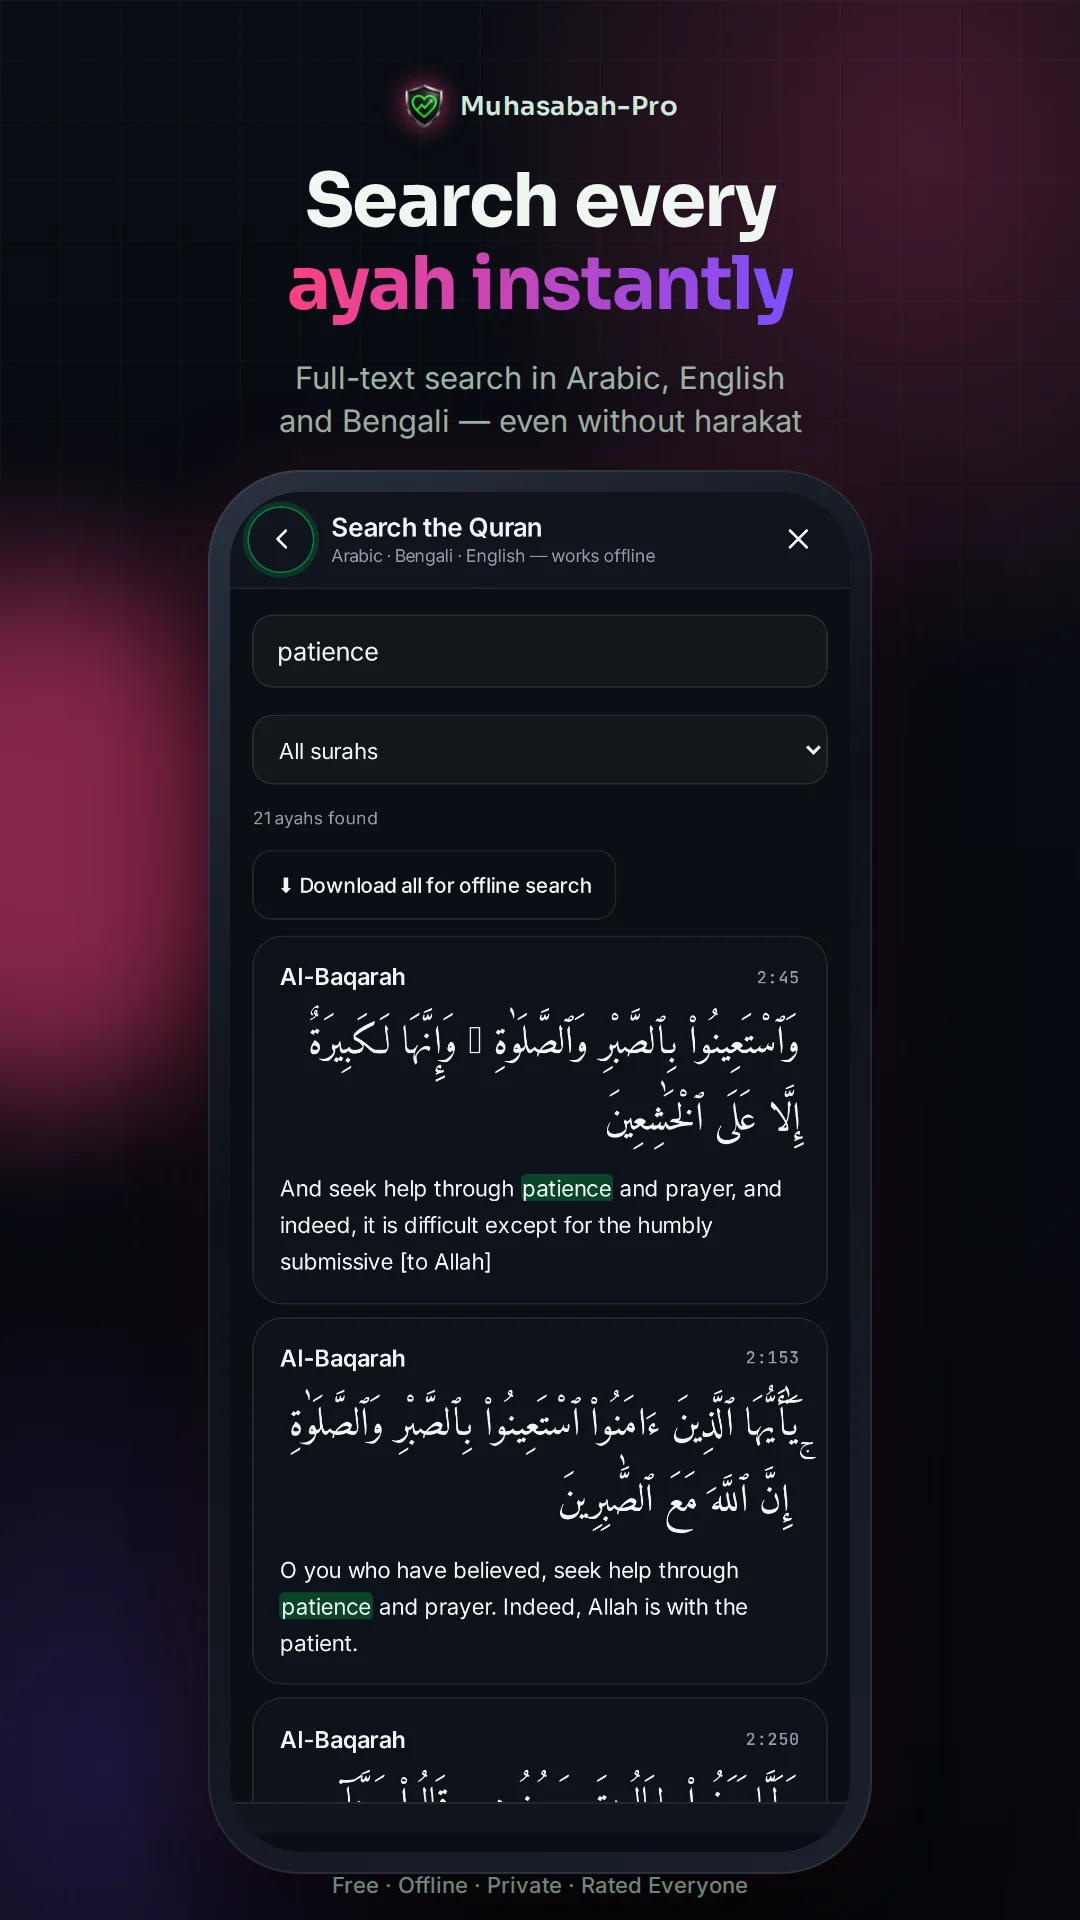 Muhasabah-Pro
Search every
ayah instantly
Full-text search in Arabic, English
and Bengali — even without harakat
Search the Quran
Arabic · Bengali · English — works offline
patience
All surahs
21 ayahs found
⬇ Download all for offline search
Al-Baqarah 2:45
وَٱسْتَعِينُوا۟ بِٱلصَّبْرِ وَٱلصَّلَوٰةِ ▯ وَإِنَّهَا لَكَبِيرَةٌ
إِلَّا عَلَى ٱلْخَـٰشِعِينَ
And seek help through patience and prayer, and
indeed, it is difficult except for the humbly
submissive [to Allah]
Al-Baqarah 2:153
يَـٰٓأَيُّهَا ٱلَّذِينَ ءَامَنُوا۟ ٱسْتَعِينُوا۟ بِٱلصَّبْرِ وَٱلصَّلَوٰةِ
ۚ إِنَّ ٱللَّهَ مَعَ ٱلصَّـٰبِرِينَ
O you who have believed, seek help through
patience and prayer. Indeed, Allah is with the
patient.
Al-Baqarah 2:250
Free · Offline · Private · Rated Everyone